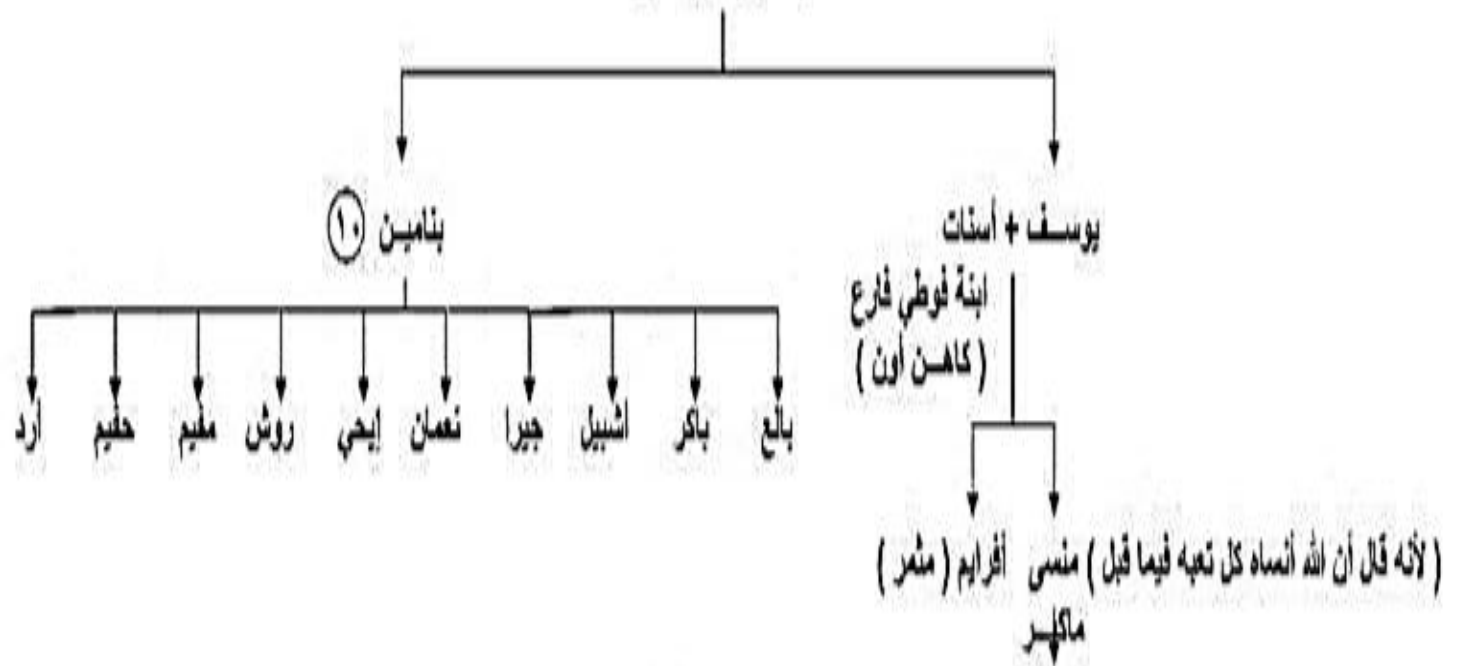 يوسف + أسنات
بنامين ١٠
ابنة فوطي فارع
( كاهن أون )
بالع باكر أشبيل جيرا نعمان إيحي روش مفيم حفيم أرد
( لأنه قال أن الله أنساه كل تعبه فيما قبل ) منسى أفرايم ( مثمر )
ماكير